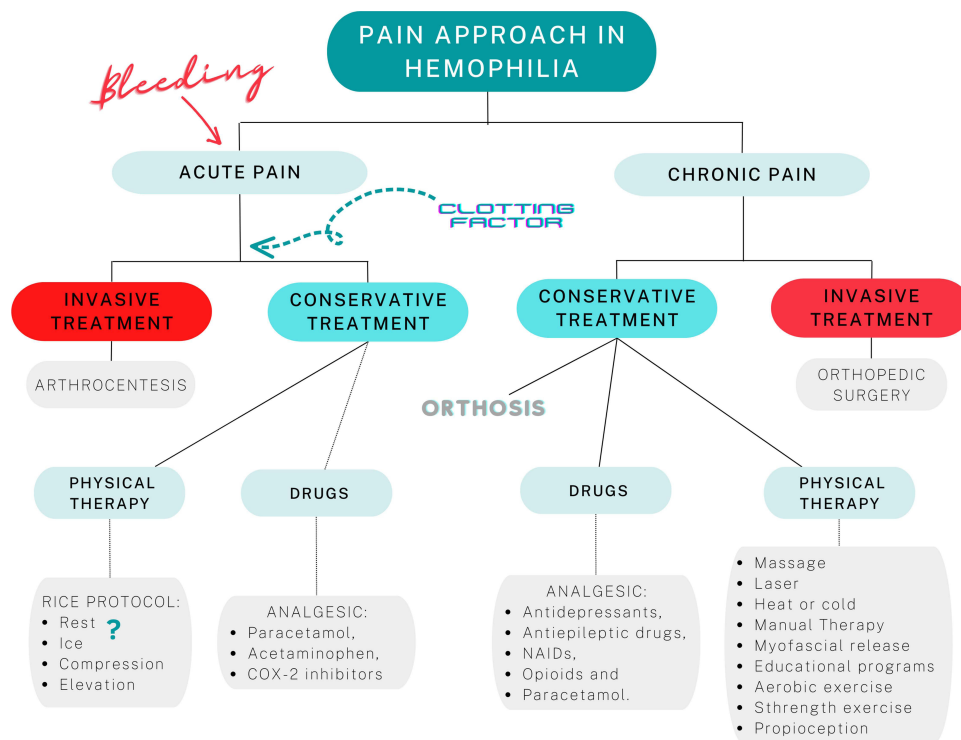 PAIN APPROACH IN
HEMOPHILIA
Bleeding
ACUTE PAIN
CHRONIC PAIN
CLOTTING
FACTOR
INVASIVE
TREATMENT
CONSERVATIVE
TREATMENT
CONSERVATIVE
TREATMENT
INVASIVE
TREATMENT
ARTHROCENTESIS
ORTHOSIS
ORTHOPEDIC
SURGERY
PHYSICAL
THERAPY
DRUGS
DRUGS
PHYSICAL
THERAPY
RICE PROTOCOL:
• Rest ?
• Ice
• Compression
• Elevation
ANALGESIC:
• Paracetamol,
• Acetaminophen,
• COX-2 inhibitors
ANALGESIC:
• Antidepressants,
• Antiepileptic drugs,
• NAIDs,
• Opioids and
• Paracetamol.
• Massage
• Laser
• Heat or cold
• Manual Therapy
• Myofascial release
• Educational programs
• Aerobic exercise
• Sthrength exercise
• Propioception